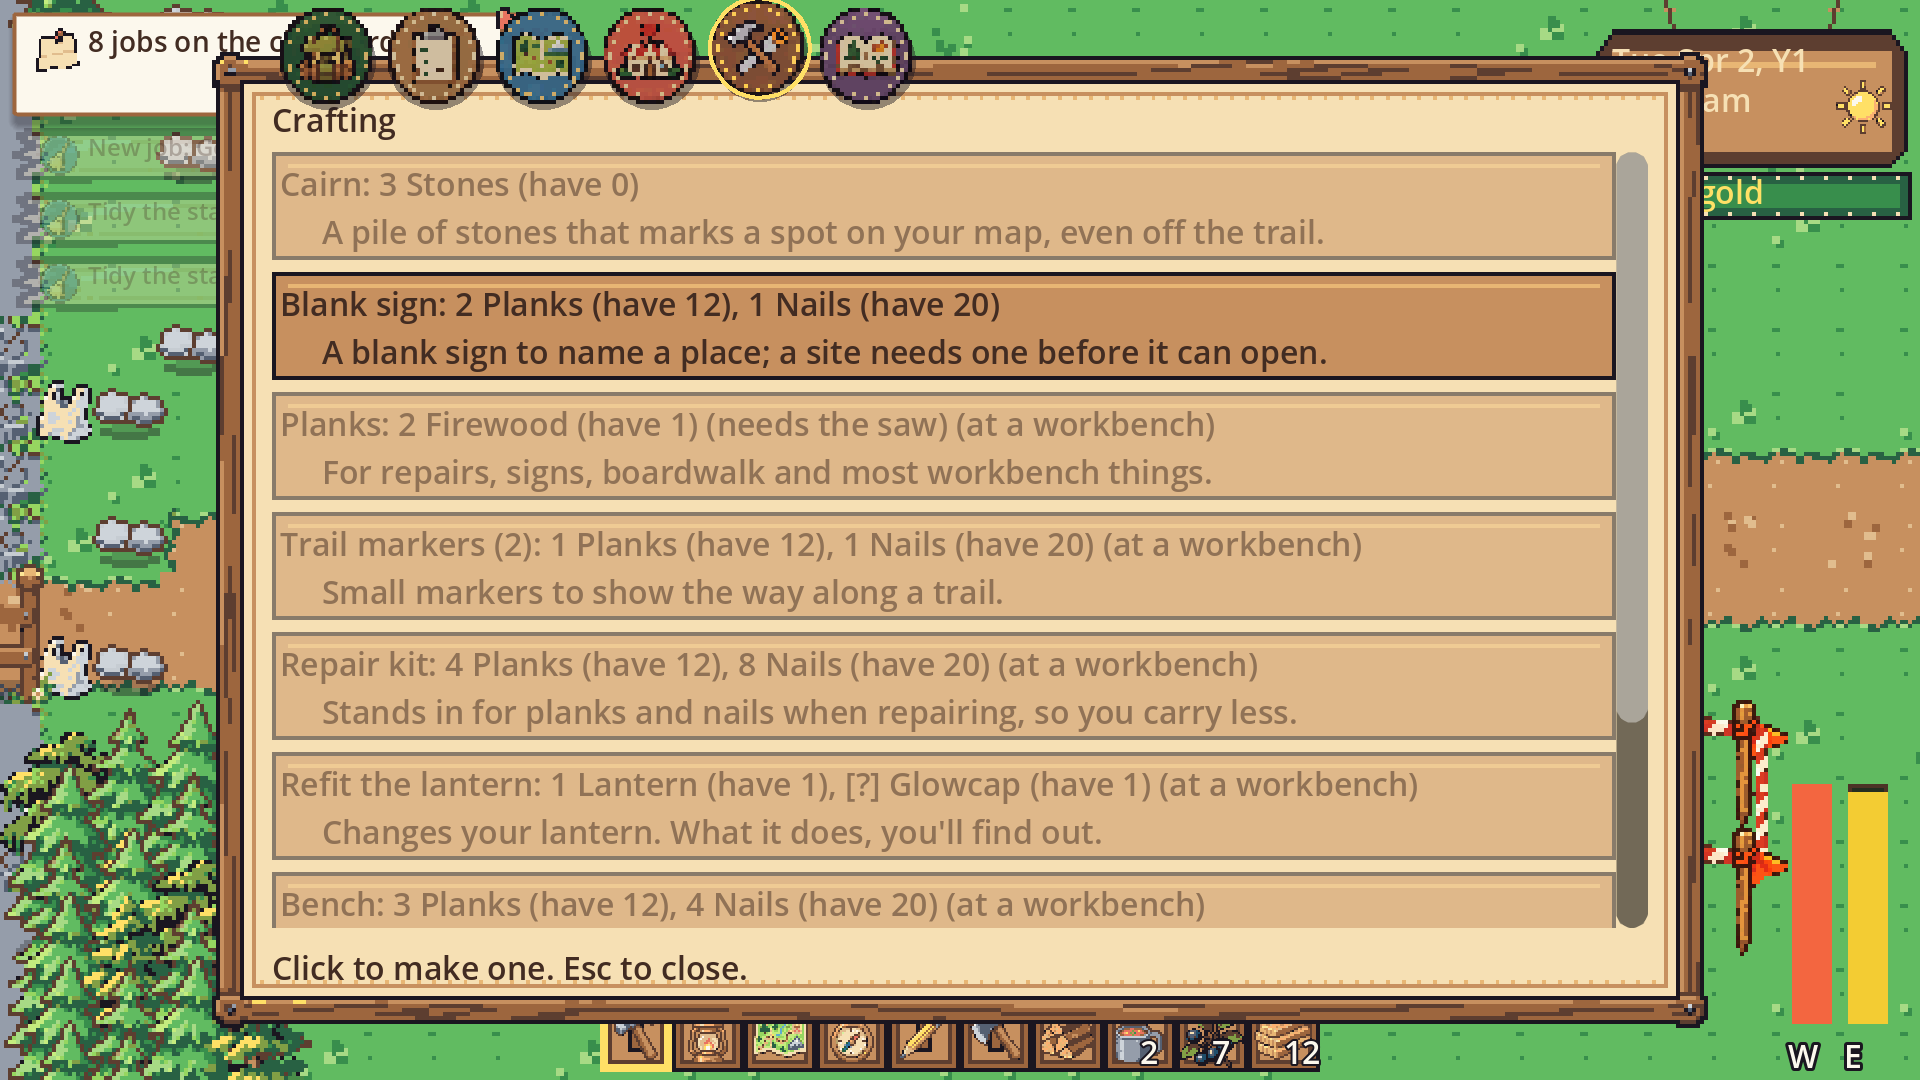 8 jobs on the
Tue Apr 2, Y1
am
gold
New job:
Tidy the sta
Tidy the sta
Crafting
Cairn: 3 Stones (have 0)
A pile of stones that marks a spot on your map, even off the trail.
Blank sign: 2 Planks (have 12), 1 Nails (have 20)
A blank sign to name a place; a site needs one before it can open.
Planks: 2 Firewood (have 1) (needs the saw) (at a workbench)
For repairs, signs, boardwalk and most workbench things.
Trail markers (2): 1 Planks (have 12), 1 Nails (have 20) (at a workbench)
Small markers to show the way along a trail.
Repair kit: 4 Planks (have 12), 8 Nails (have 20) (at a workbench)
Stands in for planks and nails when repairing, so you carry less.
Refit the lantern: 1 Lantern (have 1), [?] Glowcap (have 1) (at a workbench)
Changes your lantern. What it does, you'll find out.
Bench: 3 Planks (have 12), 4 Nails (have 20) (at a workbench)
Click to make one. Esc to close.
2 7 12
W E